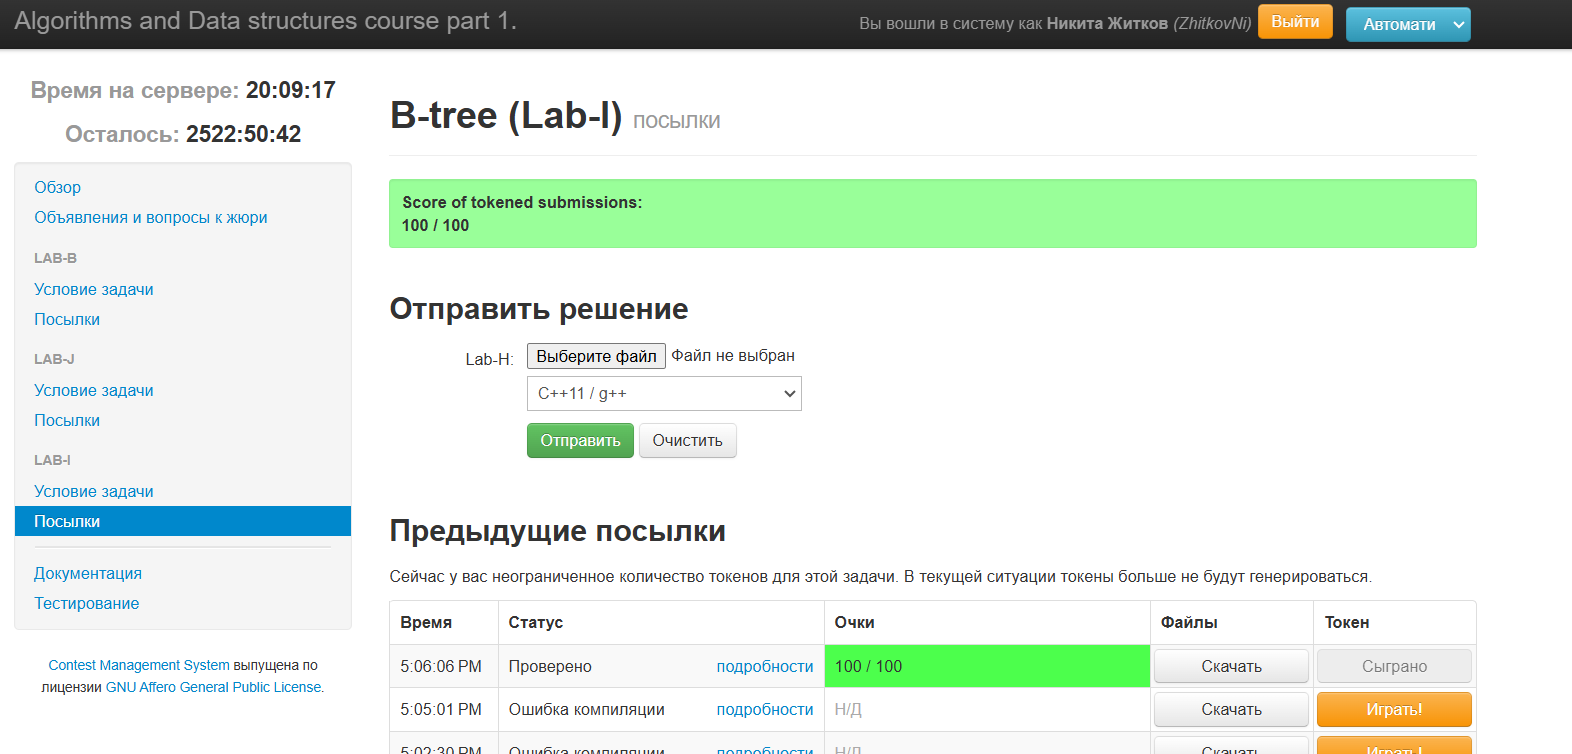 Algorithms and Data structures course part 1.
Вы вошли в систему как Никита Житков (ZhitkovNi) Выйти Автомати
Время на сервере: 20:09:17
Осталось: 2522:50:42
Обзор
Объявления и вопросы к жюри
LAB-B
Условие задачи
Посылки
LAB-J
Условие задачи
Посылки
LAB-I
Условие задачи
Посылки
Документация
Тестирование
Contest Management System выпущена по
лицензии GNU Affero General Public License.
B-tree (Lab-I) посылки
Score of tokened submissions:
100 / 100
Отправить решение
Lab-H: Выберите файл Файл не выбран
C++11 / g++
Отправить Очистить
Предыдущие посылки
Сейчас у вас неограниченное количество токенов для этой задачи. В текущей ситуации токены больше не будут генерироваться.
Время Статус Очки Файлы Токен
5:06:06 PM Проверено подробности 100 / 100 Скачать Сыграно
5:05:01 PM Ошибка компиляции подробности Н/Д Скачать Играть!
5:02:30 PM Ошибка компиляции подробности Н/Д Скачать Играть!